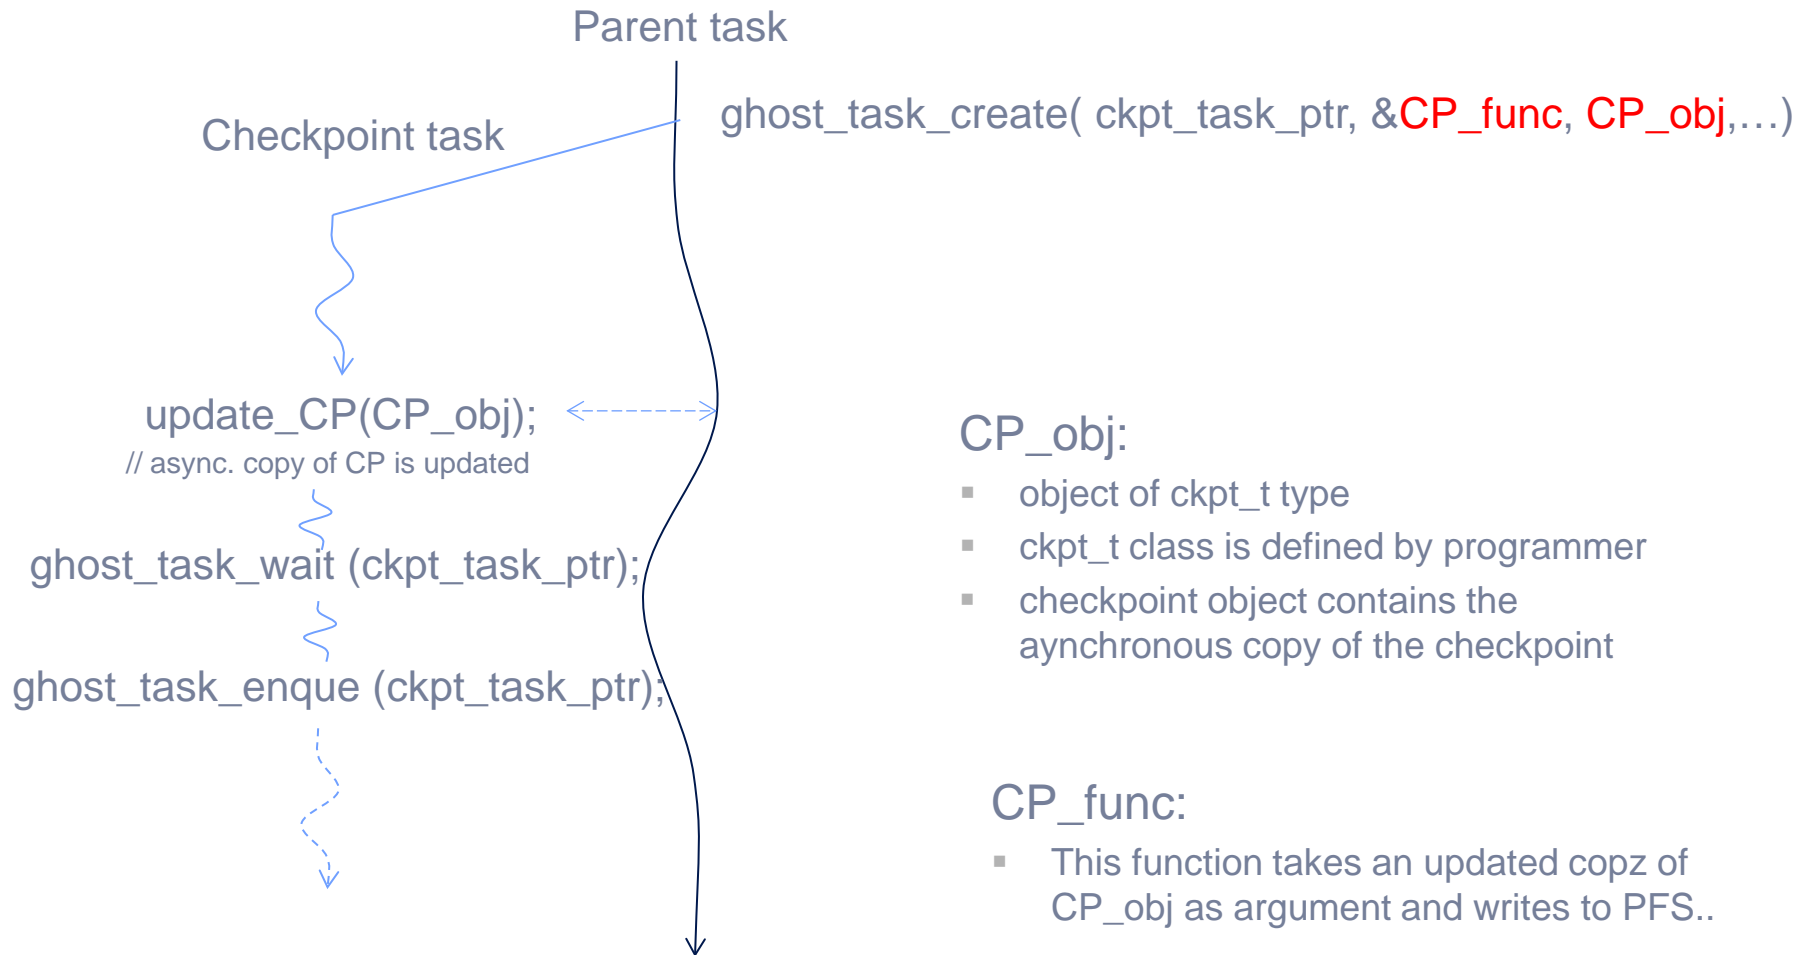 Parent task
ghost_task_create( ckpt_task_ptr, &CP_func, CP_obj,…)
Checkpoint task
update_CP(CP_obj);
// async. copy of CP is updated
ghost_task_wait (ckpt_task_ptr);
ghost_task_enque (ckpt_task_ptr);
CP_obj:
▪ object of ckpt_t type
▪ ckpt_t class is defined by programmer
▪ checkpoint object contains the
aynchronous copy of the checkpoint
CP_func:
▪ This function takes an updated copz of
CP_obj as argument and writes to PFS..